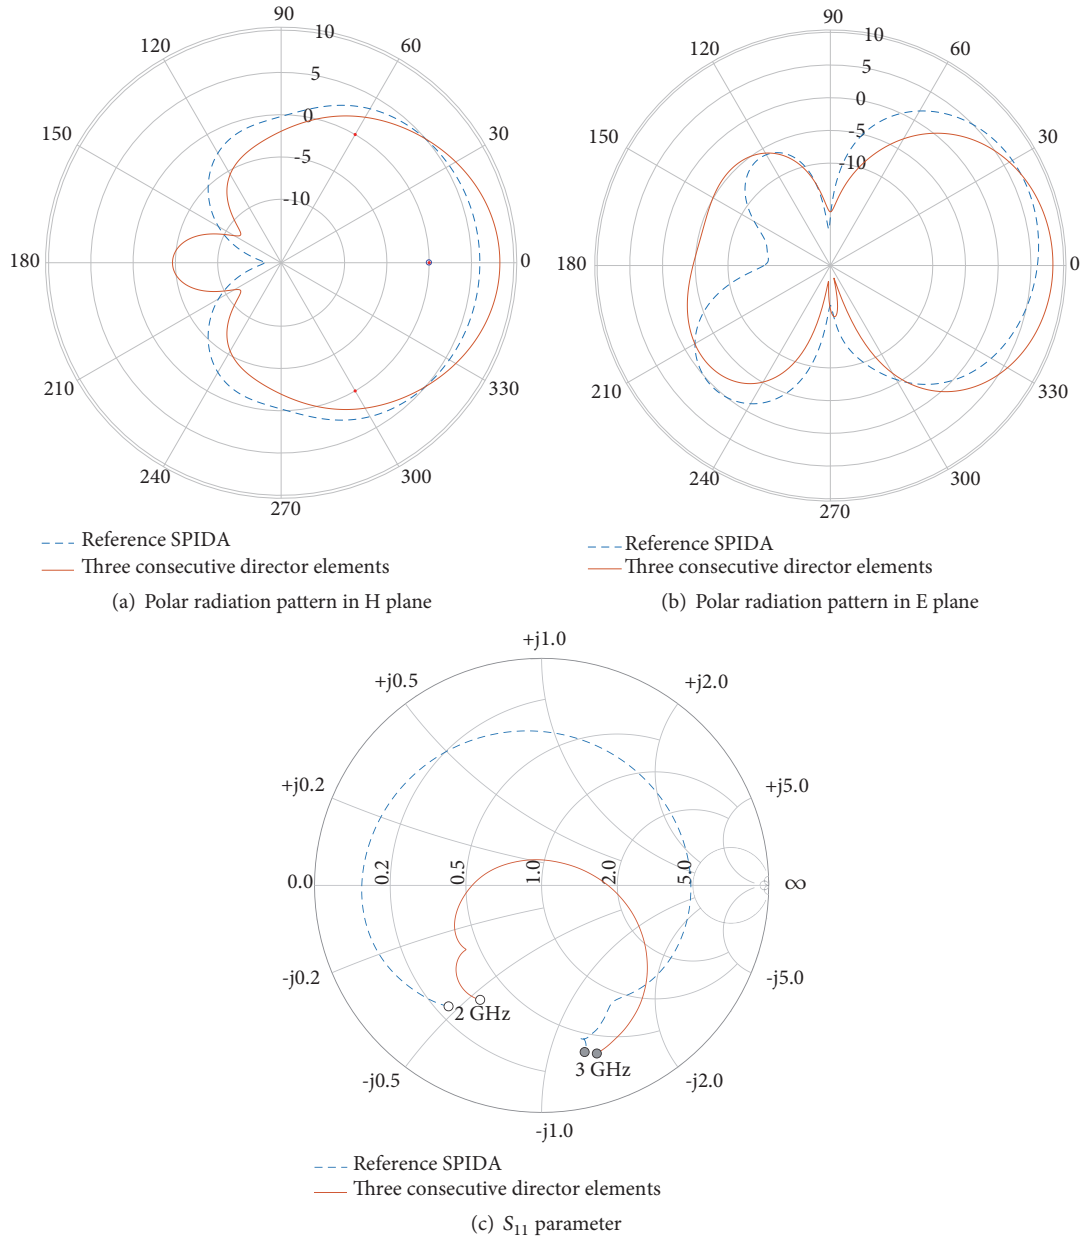 90
10
120
60
5
0
150
30
-5
-10
180
0
210
330
240
300
270
Reference SPIDA
Three consecutive director elements
(a) Polar radiation pattern in H plane
90
10
120
60
5
0
150
30
-5
-10
180
0
210
330
240
300
270
Reference SPIDA
Three consecutive director elements
(b) Polar radiation pattern in E plane
+j1.0
+j0.5
+j2.0
+j0.2
+j5.0
0.0
0.2
0.5
1.0
2.0
5.0
∞
-j0.2
-j5.0
2 GHz
3 GHz
-j0.5
-j2.0
-j1.0
Reference SPIDA
Three consecutive director elements
(c) S11 parameter